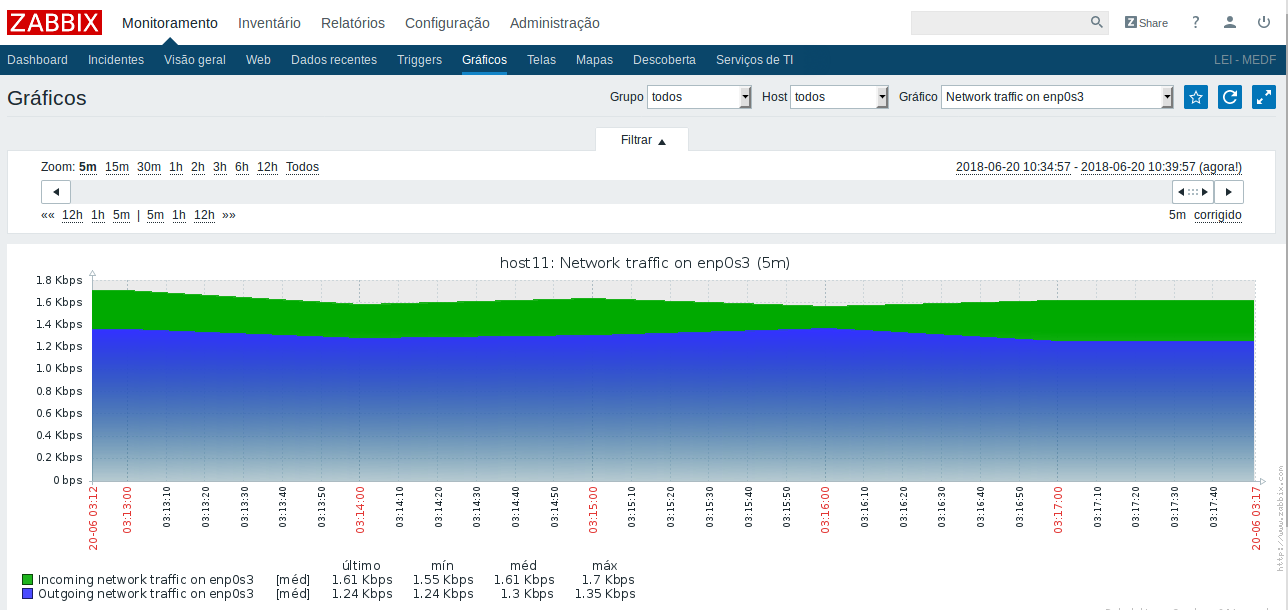 ZABBIX Monitoramento Inventário Relatórios Configuração Administração Z Share ?
Dashboard Incidentes Visão geral Web Dados recentes Triggers Gráficos Telas Mapas Descoberta Serviços de TI LEI - MEDF
Gráficos Grupo todos Host todos Gráfico Network traffic on enp0s3
Filtrar ▲
Zoom: 5m 15m 30m 1h 2h 3h 6h 12h Todos 2018-06-20 10:34:57 - 2018-06-20 10:39:57 (agora!)
«« 12h 1h 5m | 5m 1h 12h »» 5m corrigido
host11: Network traffic on enp0s3 (5m)
1.8 Kbps
1.6 Kbps
1.4 Kbps
1.2 Kbps
1.0 Kbps
0.8 Kbps
0.6 Kbps
0.4 Kbps
0.2 Kbps
0 bps
20-06 03:12 03:13:00 03:13:10 03:13:20 03:13:30 03:13:40 03:13:50 03:14:00 03:14:10 03:14:20 03:14:30 03:14:40 03:14:50 03:15:00 03:15:10 03:15:20 03:15:30 03:15:40 03:15:50 03:16:00 03:16:10 03:16:20 03:16:30 03:16:40 03:16:50 03:17:00 03:17:10 03:17:20 03:17:30 03:17:40 20-06 03:17
http://www.zabbix.com
último mín méd máx
Incoming network traffic on enp0s3 [méd] 1.61 Kbps 1.55 Kbps 1.61 Kbps 1.7 Kbps
Outgoing network traffic on enp0s3 [méd] 1.24 Kbps 1.24 Kbps 1.3 Kbps 1.35 Kbps